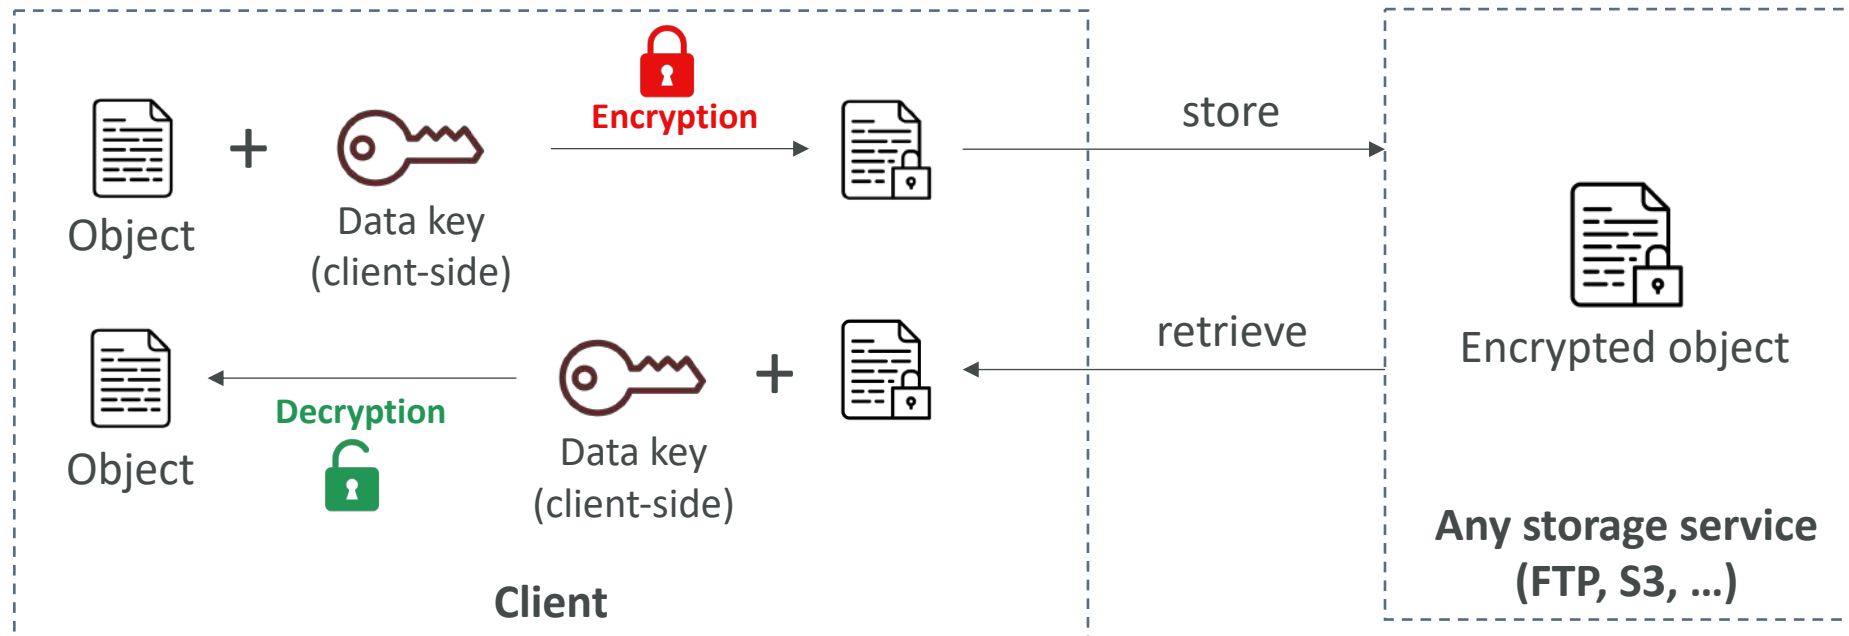 Encryption
store
Object
Data key
(client-side)
retrieve
Encrypted object
Decryption
Object
Data key
(client-side)
Any storage service
(FTP, S3, ...)
Client